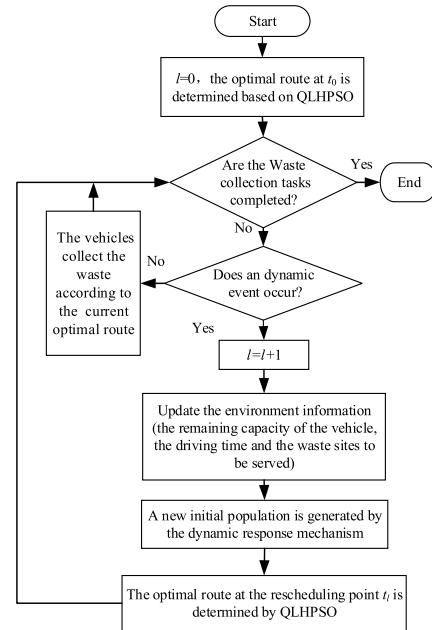 Start
l=0，the optimal route at t0 is
determined based on QLHPSO
Are the Waste
collection tasks
completed?
Yes
End
No
The vehicles
collect the
waste
according to
the current
optimal route
No
Does an dynamic
event occur?
Yes
l=l+1
Update the environment information
(the remaining capacity of the vehicle,
the driving time and the waste sites to
be served)
A new initial population is generated by
the dynamic response mechanism
The optimal route at the rescheduling point tl is
determined by QLHPSO